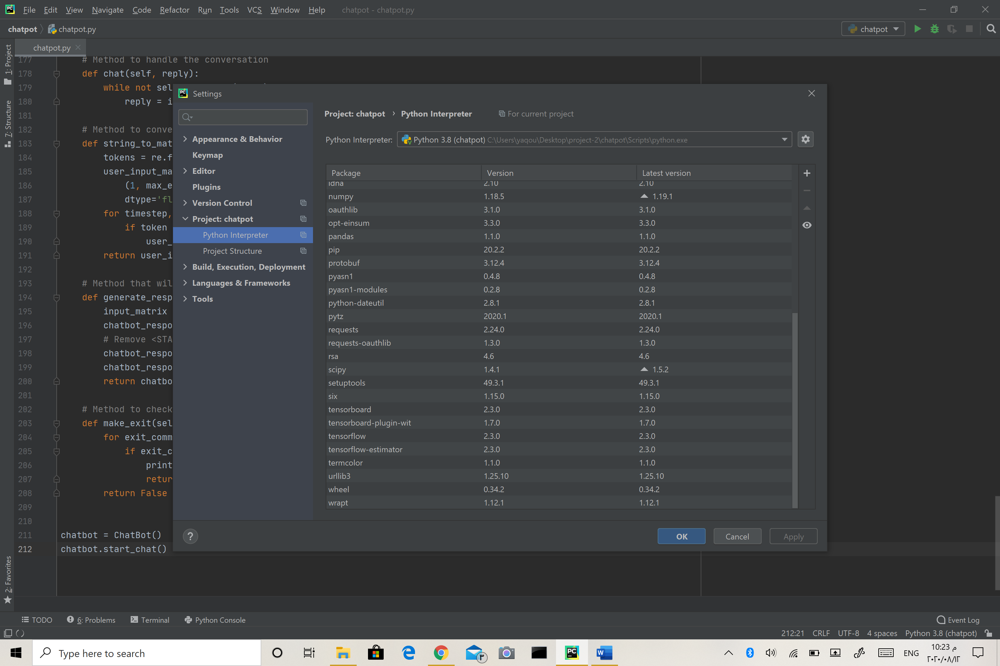 File Edit View Navigate Code Refactor Run Tools VCS Window Help chatpot - chatpot.py
chatpot chatpot.py chatpot
chatpot.py
1: Project
7: Structure
2: Favorites
177 # Method to handle the conversation
178 def chat(self, reply):
179 while not sel
180 reply = i
181
182 # Method to conve
183 def string_to_mat
184 tokens = re.f
185 user_input_ma
186 (1, max_e
187 dtype='fl
188 for timestep,
189 if token
190 user_
191 return user_i
192
193 # Method that wil
194 def generate_resp
195 input_matrix
196 chatbot_respo
197 # Remove <STA
198 chatbot_respo
199 chatbot_respo
200 return chatbo
201
202 # Method to check
203 def make_exit(sel
204 for exit_comm
205 if exit_c
206 print
207 retur
208 return False
209
210
211 chatbot = ChatBot()
212 chatbot.start_chat()
Settings
Appearance & Behavior
Keymap
Editor
Plugins
Version Control
Project: chatpot
Python Interpreter
Project Structure
Build, Execution, Deployment
Languages & Frameworks
Tools
Project: chatpot › Python Interpreter For current project
Python Interpreter: Python 3.8 (chatpot) C:\Users\yaqou\Desktop\project-2\chatpot\Scripts\python.exe
Package Version Latest version
idna 2.10 2.10
numpy 1.18.5 1.19.1
oauthlib 3.1.0 3.1.0
opt-einsum 3.3.0 3.3.0
pandas 1.1.0 1.1.0
pip 20.2.2 20.2.2
protobuf 3.12.4 3.12.4
pyasn1 0.4.8 0.4.8
pyasn1-modules 0.2.8 0.2.8
python-dateutil 2.8.1 2.8.1
pytz 2020.1 2020.1
requests 2.24.0 2.24.0
requests-oauthlib 1.3.0 1.3.0
rsa 4.6 4.6
scipy 1.4.1 1.5.2
setuptools 49.3.1 49.3.1
six 1.15.0 1.15.0
tensorboard 2.3.0 2.3.0
tensorboard-plugin-wit 1.7.0 1.7.0
tensorflow 2.3.0 2.3.0
tensorflow-estimator 2.3.0 2.3.0
termcolor 1.1.0 1.1.0
urllib3 1.25.10 1.25.10
wheel 0.34.2 0.34.2
wrapt 1.12.1 1.12.1
? OK Cancel Apply
TODO 6: Problems Terminal Python Console Event Log
212:21 CRLF UTF-8 4 spaces Python 3.8 (chatpot)
Type here to search ٣ ENG 10:23 م
٢٠٢٠/٠٨/١٢